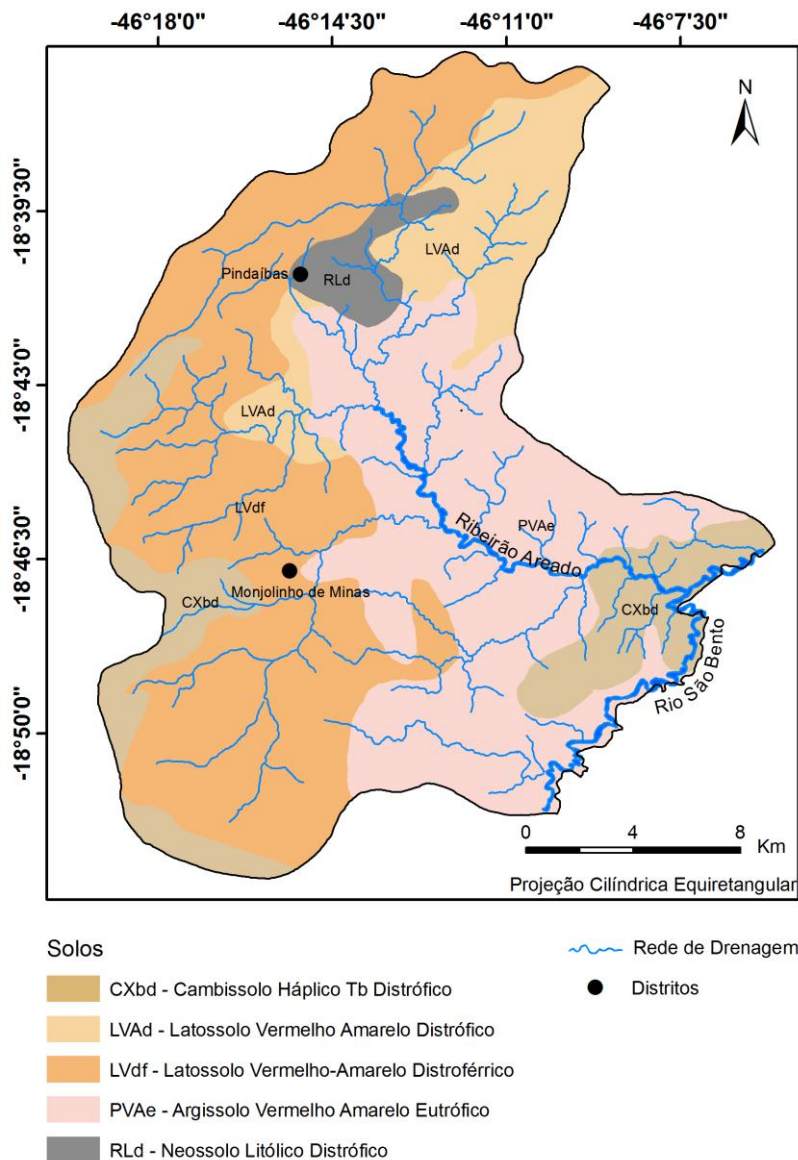 -46°18'0" -46°14'30" -46°11'0" -46°7'30"
N
-18°39'30"
LVAd
Pindaíbas
RLd
-18°43'0"
LVAd
LVdf
PVAe
Ribeirão Areado
-18°46'30"
Monjolinho de Minas
CXbd
CXbd
Rio São Bento
-18°50'0"
0 4 8
Km
Projeção Cilíndrica Equiretangular
Solos
CXbd - Cambissolo Háplico Tb Distrófico
LVAd - Latossolo Vermelho Amarelo Distrófico
LVdf - Latossolo Vermelho-Amarelo Distroférrico
PVAe - Argissolo Vermelho Amarelo Eutrófico
RLd - Neossolo Litólico Distrófico
Rede de Drenagem
Distritos